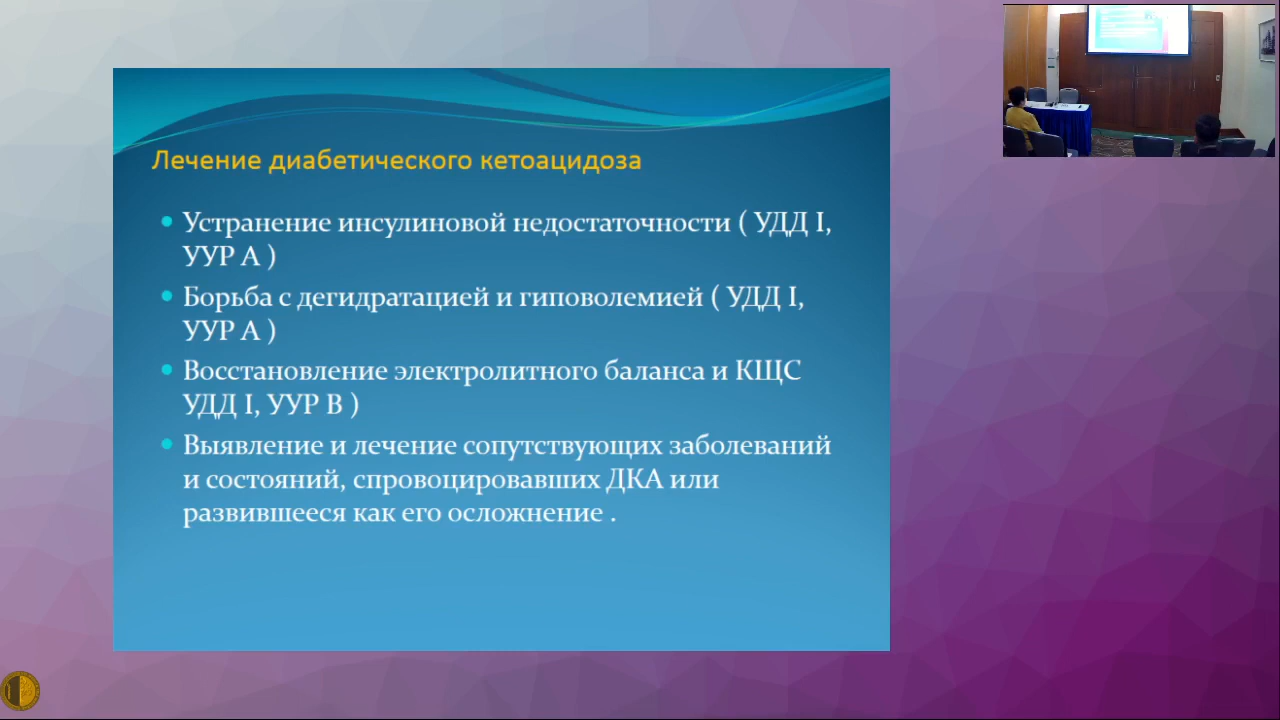 Лечение диабетического кетоацидоза
Устранение инсулиновой недостаточности ( УДД I,
УУР А )
Борьба с дегидратацией и гиповолемией ( УДД I,
УУР А )
Восстановление электролитного баланса и КЩС
УДД I, УУР В )
Выявление и лечение сопутствующих заболеваний
и состояний, спровоцировавших ДКА или
развившееся как его осложнение .